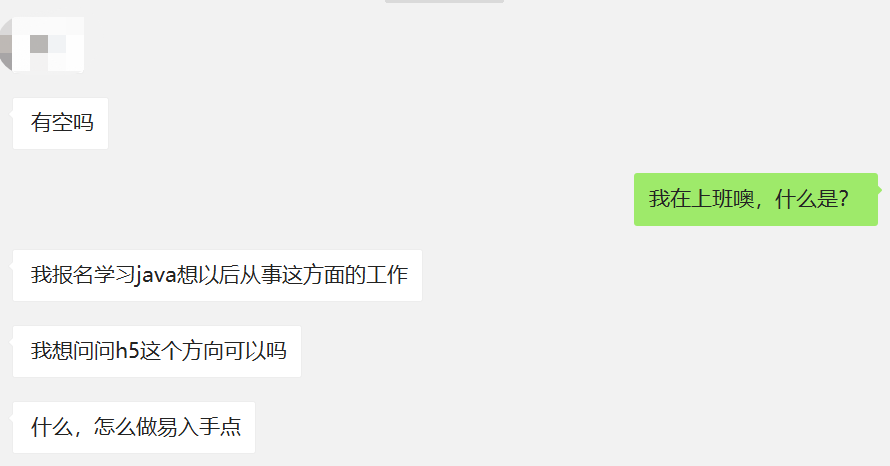 有空吗
我在上班噢，什么是？
我报名学习java想以后从事这方面的工作
我想问问h5这个方向可以吗
什么，怎么做易入手点